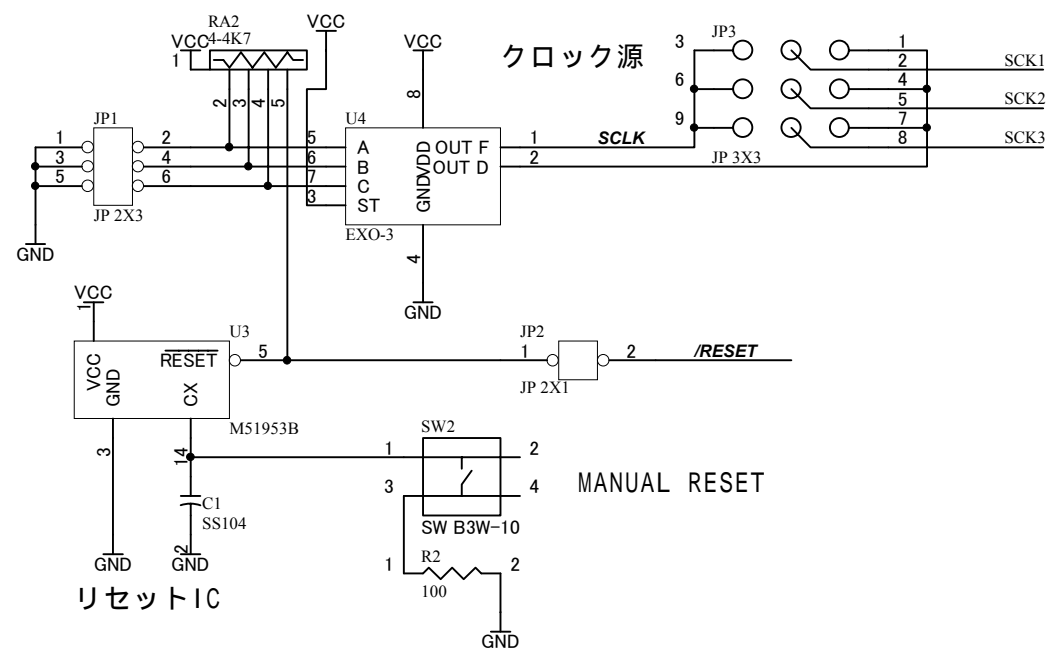 RA2
4-4K7
VCC
1
2
3
4
5
VCC
VCC
8
クロック源
JP3
3
6
9
1
2
4
5
7
8
SCK1
SCK2
SCK3
JP 3X3
JP1
1
3
5
2
4
6
JP 2X3
GND
U4
5
6
7
3
A
B
C
ST
VDD
GND
OUT F
OUT D
1
2
SCLK
EXO-3
4
GND
VCC
1
U3
VCC
GND
RESET
CX
5
M51953B
3
4
1
C1
SS104
2
GND
GND
リセットIC
JP2
1
2
/RESET
JP 2X1
SW2
1
2
3
4
SW B3W-10
MANUAL RESET
R2
1
2
100
GND